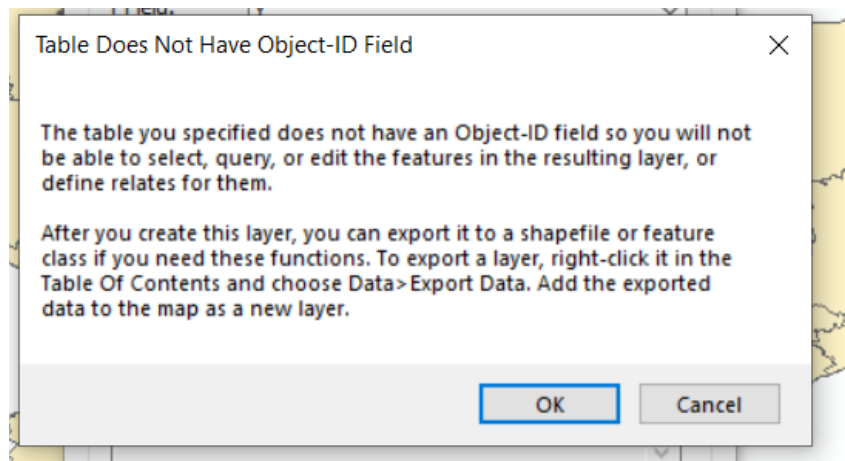 Table Does Not Have Object-ID Field
The table you specified does not have an Object-ID field so you will not
be able to select, query, or edit the features in the resulting layer, or
define relates for them.
After you create this layer, you can export it to a shapefile or feature
class if you need these functions. To export a layer, right-click it in the
Table Of Contents and choose Data>Export Data. Add the exported
data to the map as a new layer.
OK
Cancel